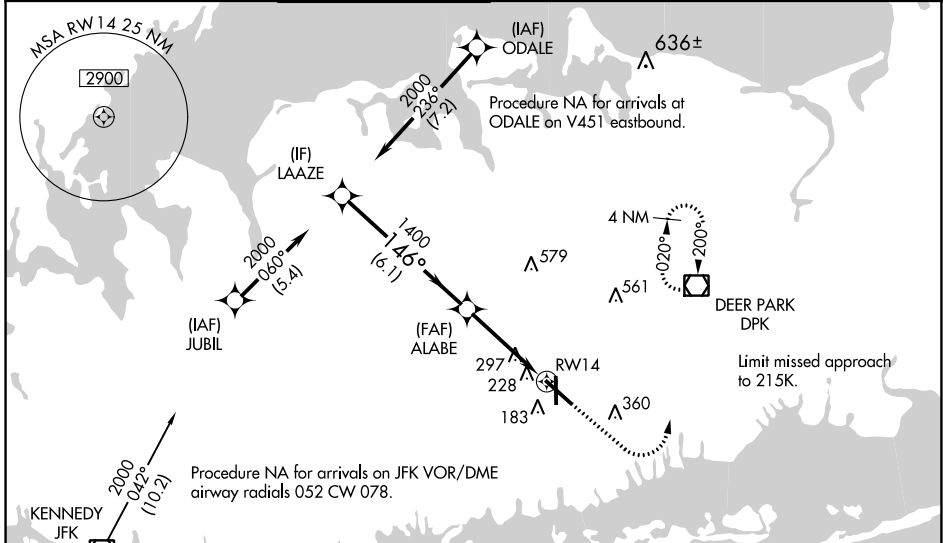 MSA RW14 25 NM
2900
(IAF)
ODALE
636±
2000
236°
(7.2)
Procedure NA for arrivals at
ODALE on V451 eastbound.
(IF)
LAAZE
1400
146°
(6.1)
4 NM
020°
200°
579
561
DEER PARK
DPK
2000
060°
(5.4)
(IAF)
JUBIL
(FAF)
ALABE
297
228
183
RW14
360
Limit missed approach
to 215K.
2000
042°
(10.2)
Procedure NA for arrivals on JFK VOR/DME
airway radials 052 CW 078.
KENNEDY
JFK